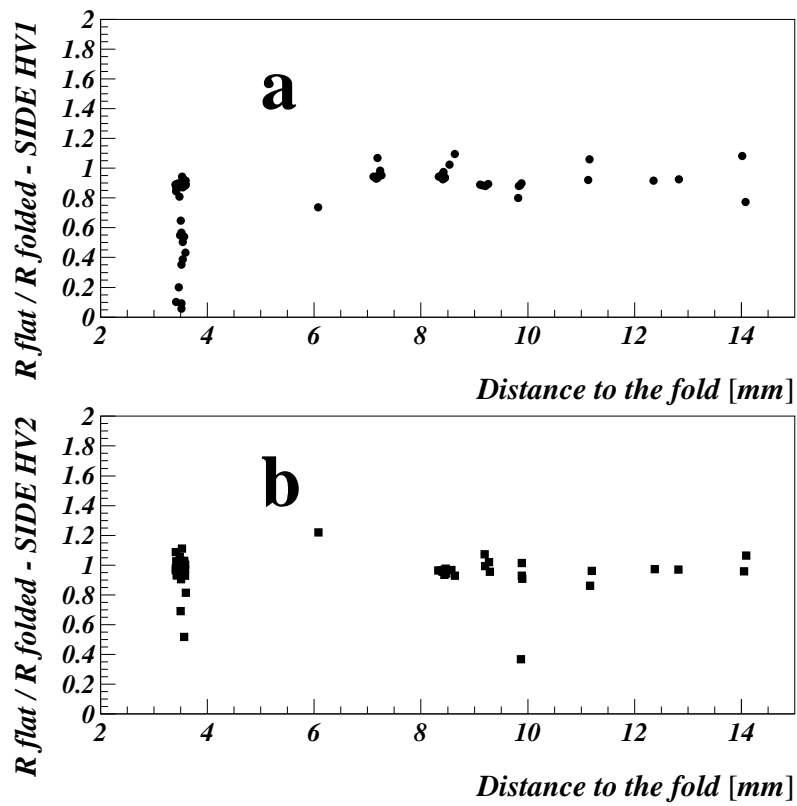 R flat / R folded - SIDE HV1
2
1.8
1.6
1.4
1.2
1
0.8
0.6
0.4
0.2
0
a
2 4 6 8 10 12 14
Distance to the fold [mm]
R flat / R folded - SIDE HV2
2
1.8
1.6
1.4
1.2
1
0.8
0.6
0.4
0.2
0
b
2 4 6 8 10 12 14
Distance to the fold [mm]